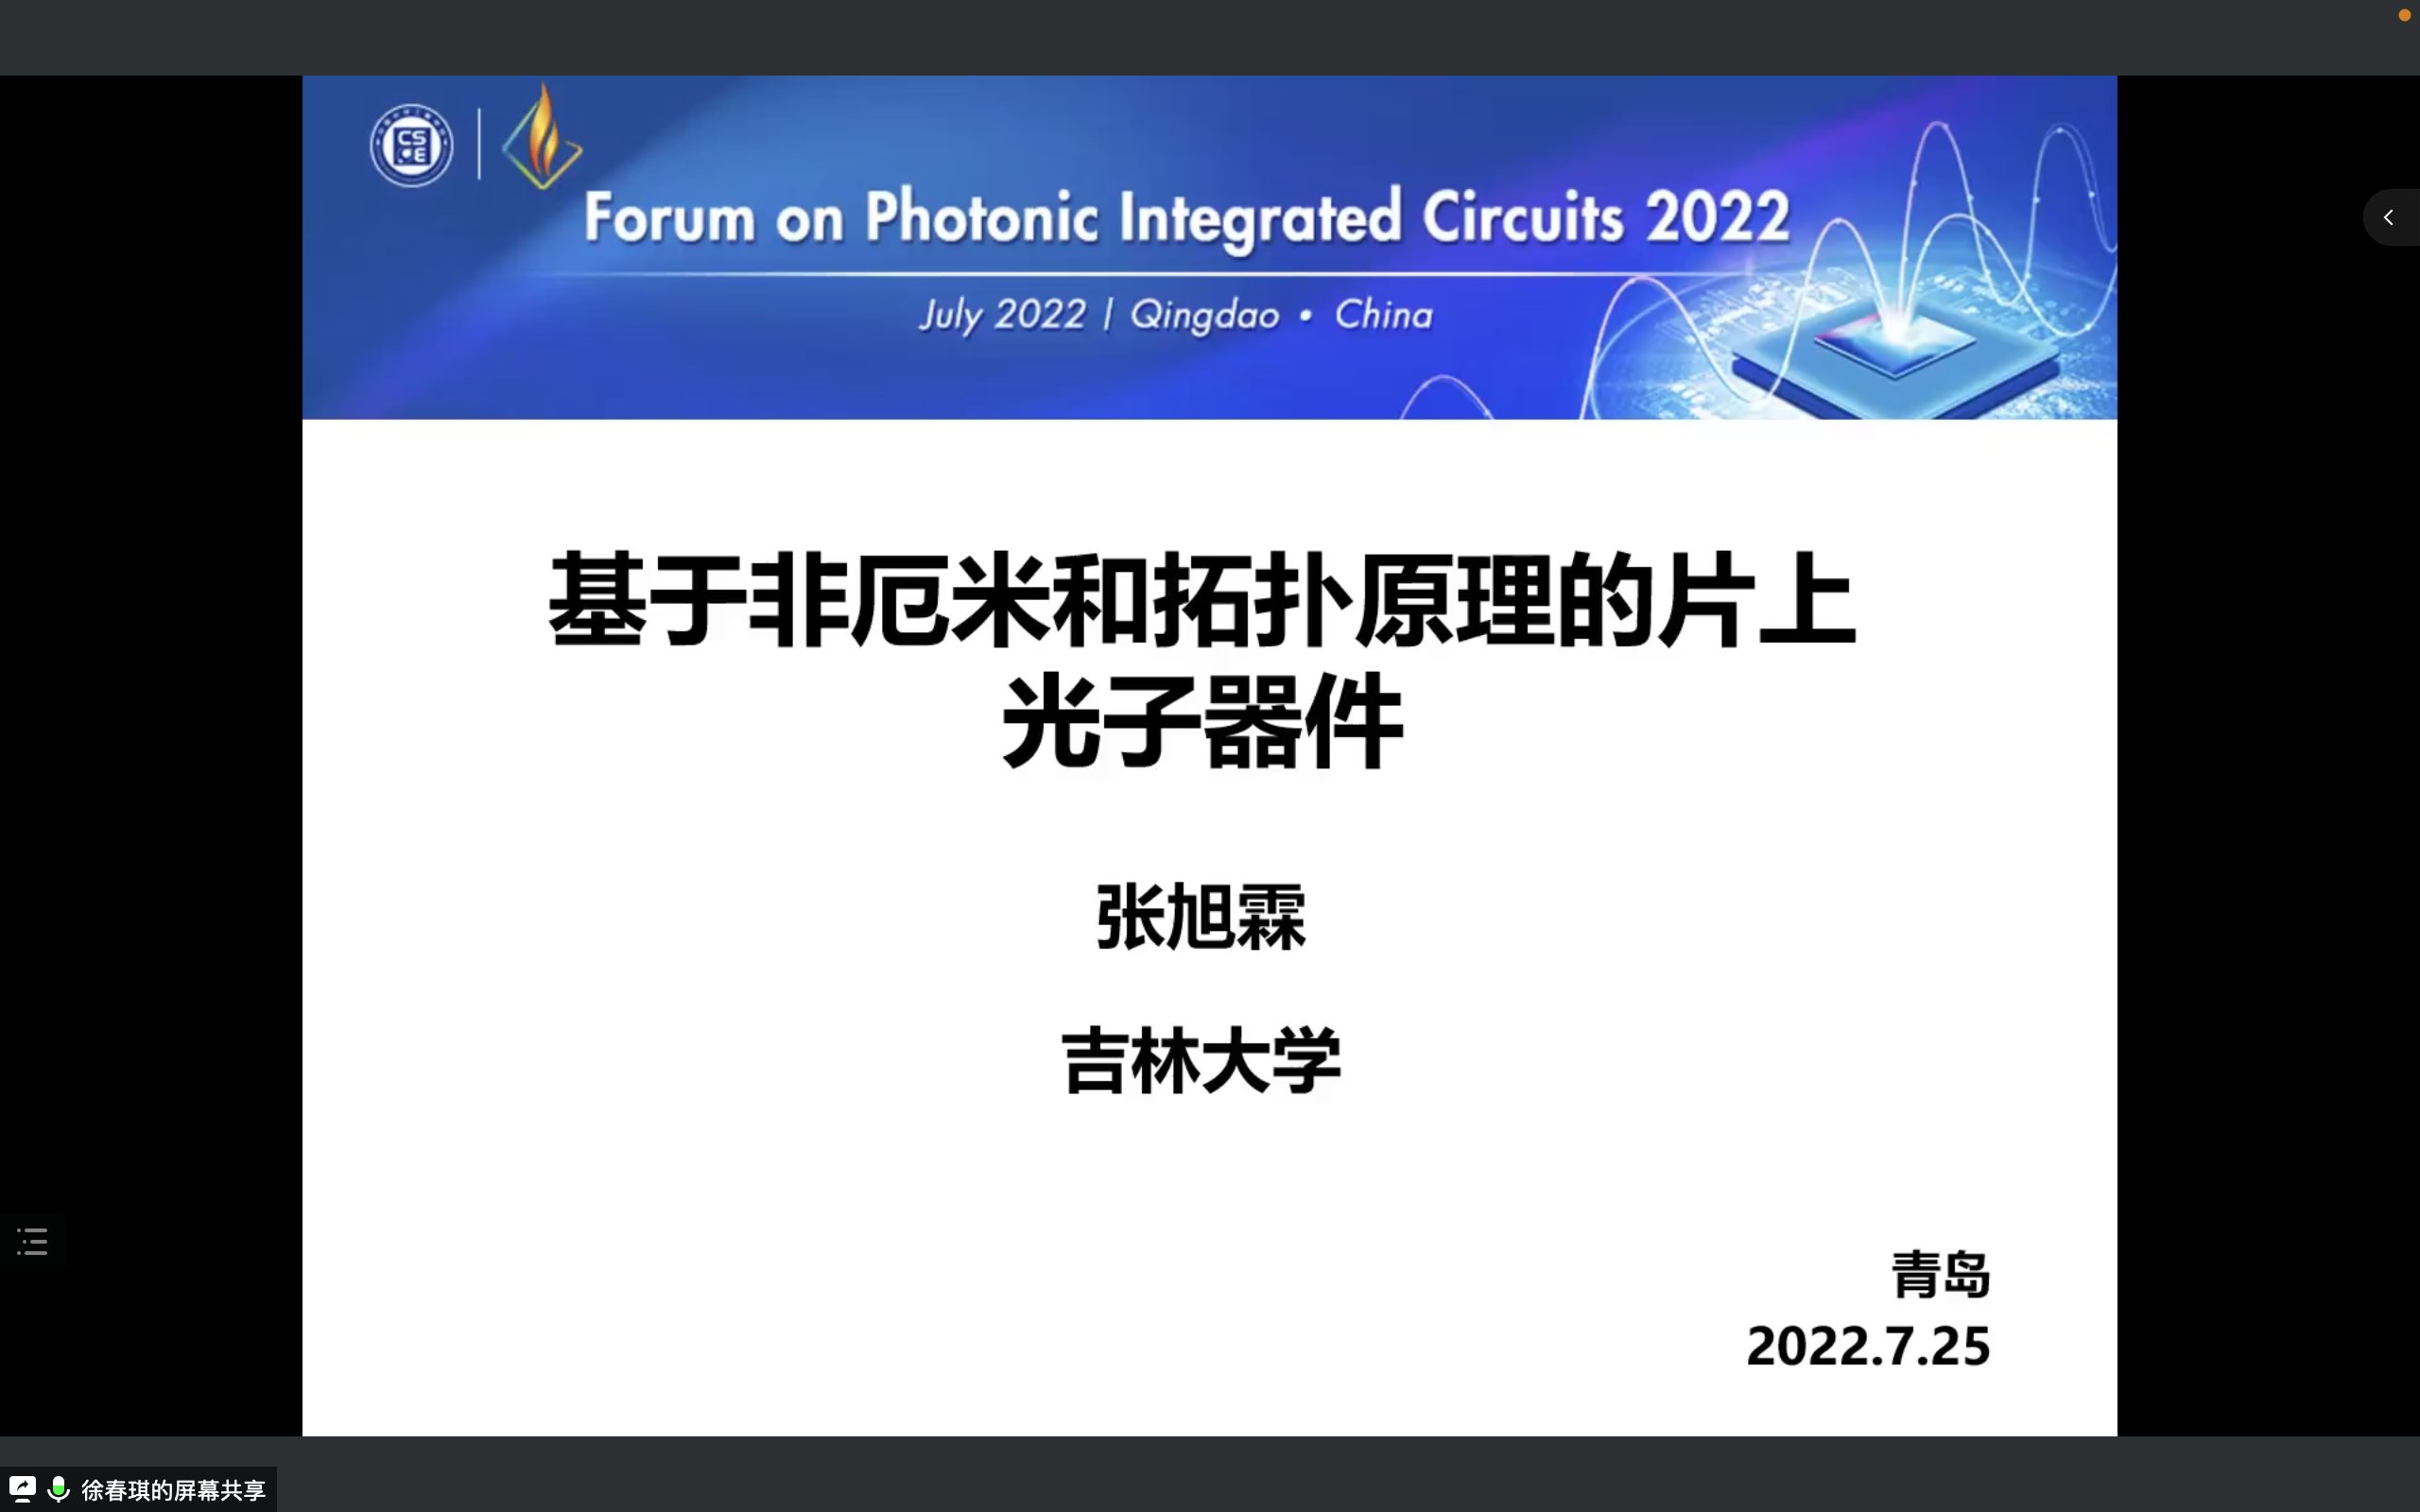 CS
OE
Forum on Photonic Integrated Circuits 2022
July 2022 | Qingdao • China
基于非厄米和拓扑原理的片上
光子器件
张旭霖
吉林大学
青岛
2022.7.25
徐春琪的屏幕共享